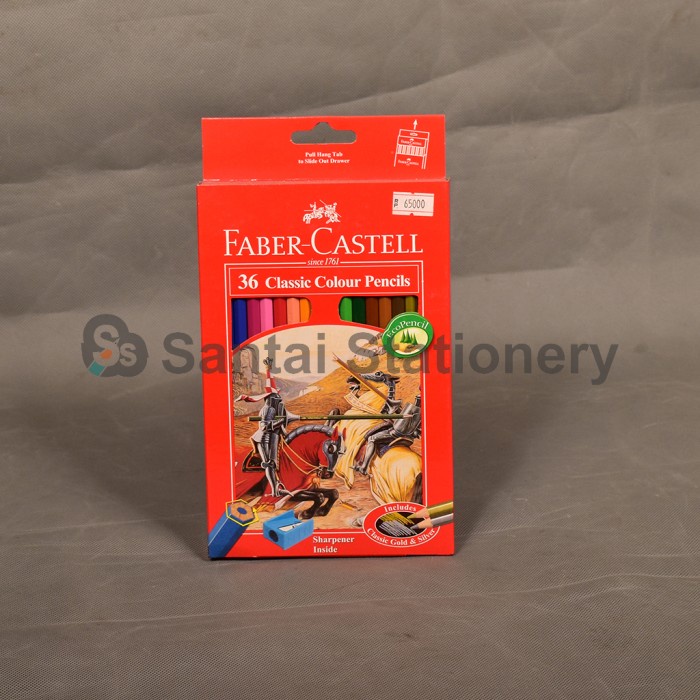 Pull Hang Tab
to Slide Out Drawer
65000
FABER-CASTELL
since 1761
36 Classic Colour Pencils
EcoPencil
SS Santai Stationery
Includes
Classic Gold & Silver
Sharpener
Inside